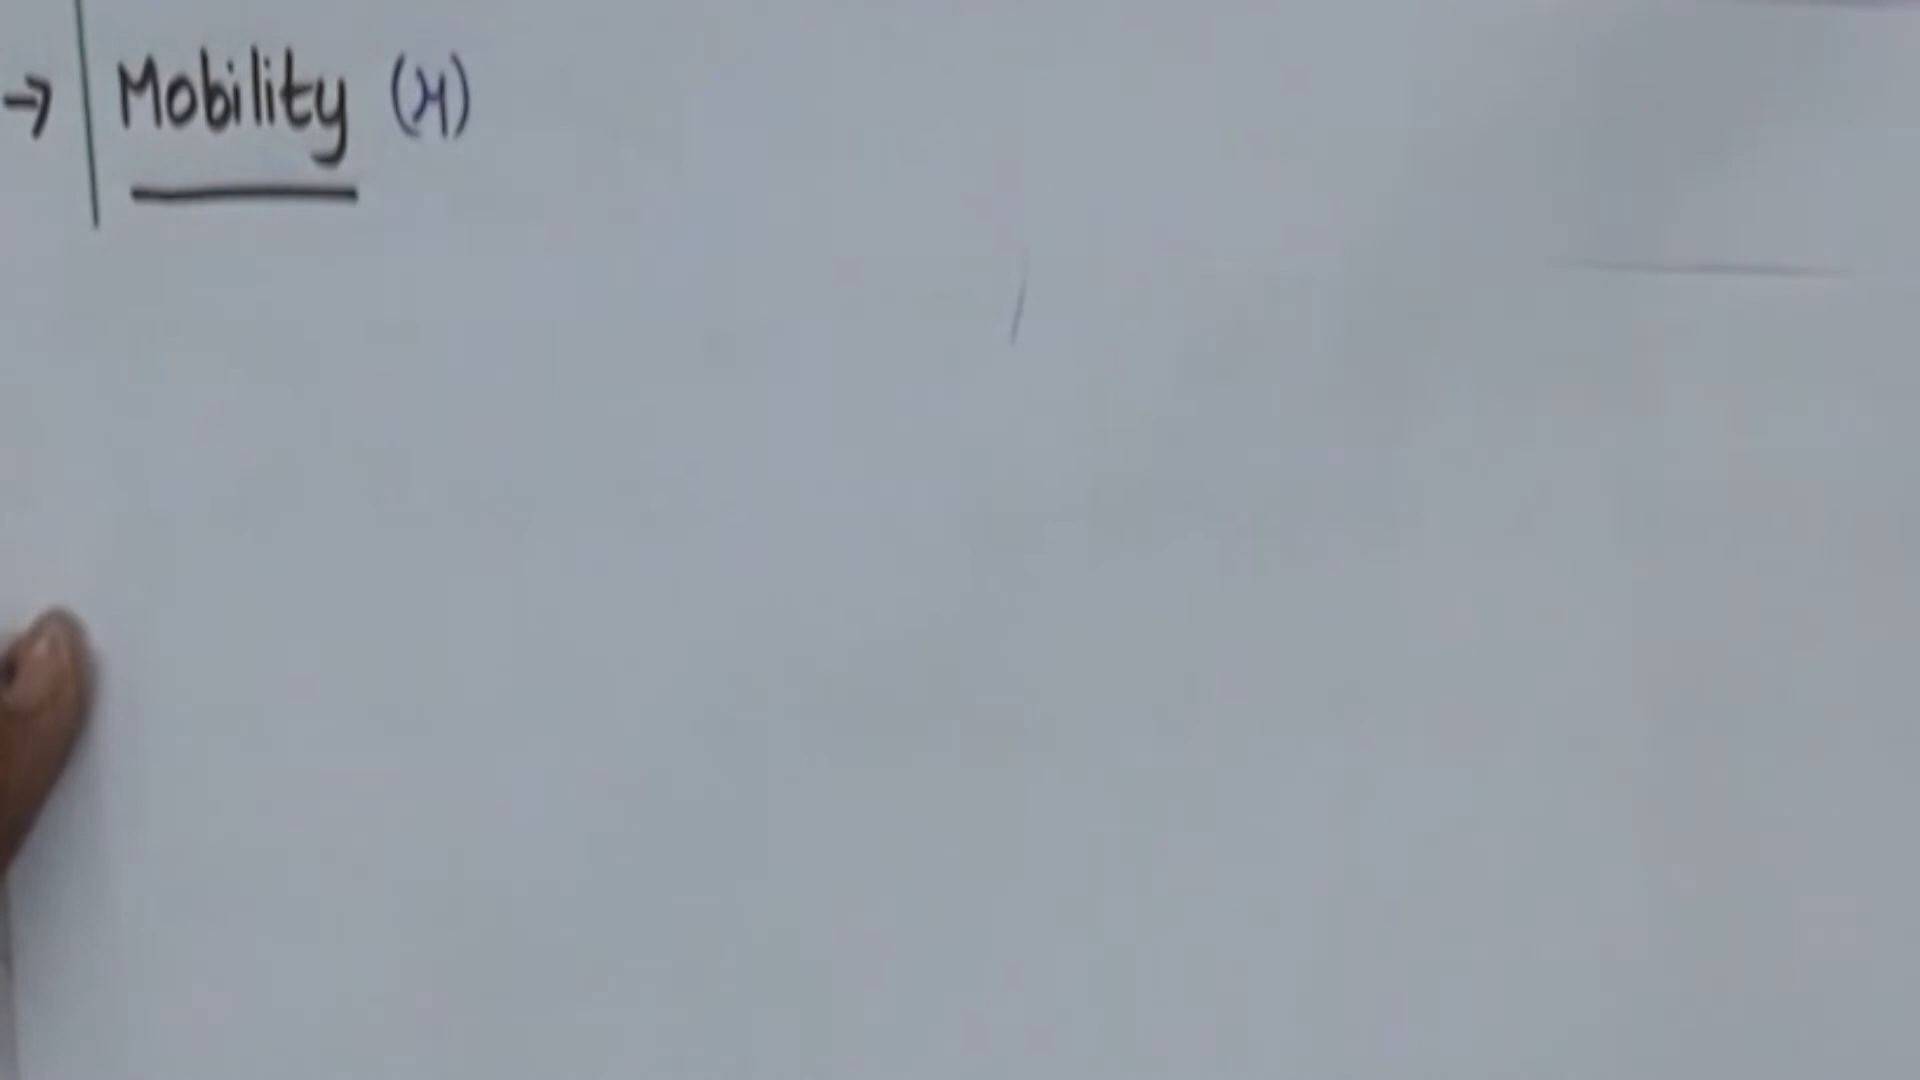 → Mobility (μ)